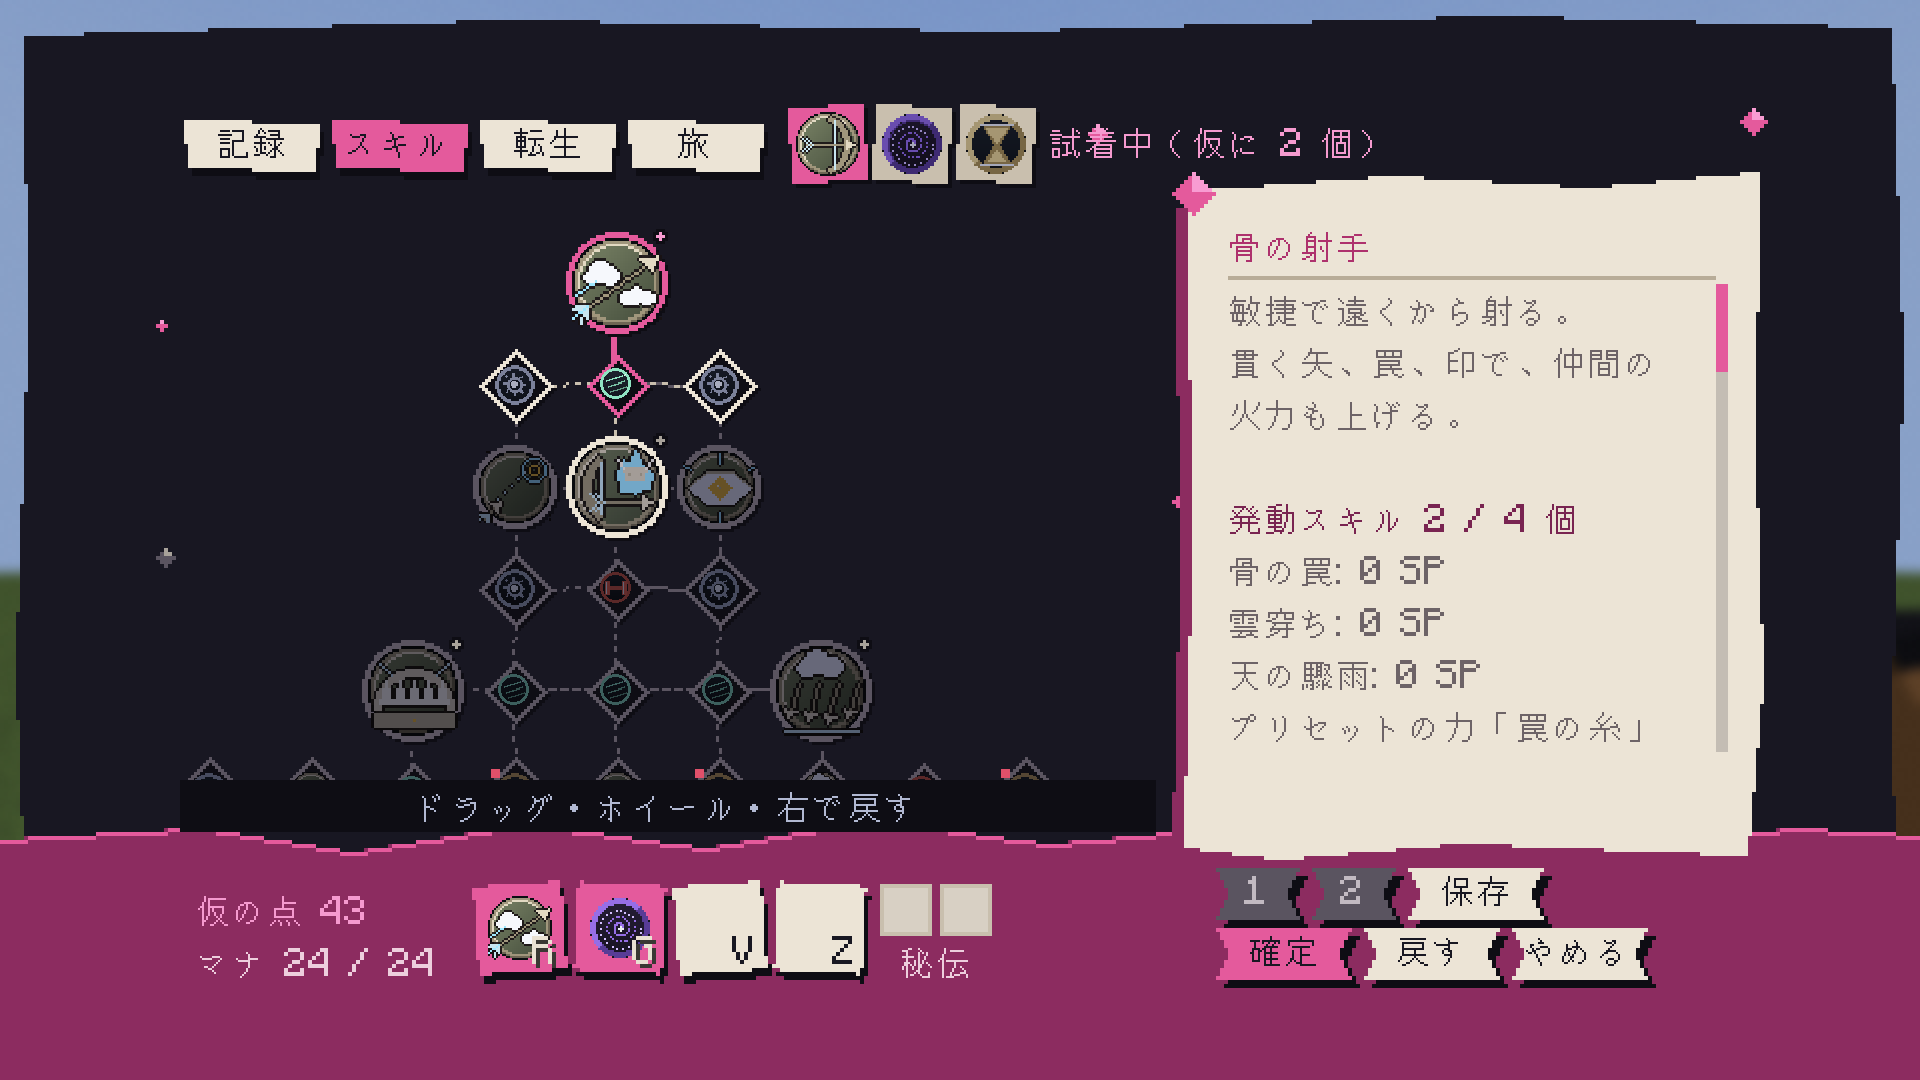 記録 スキル 転生 旅 試着中（仮に 2 個）
骨の射手
敏捷で遠くから射る。
貫く矢、罠、印で、仲間の
火力も上げる。
発動スキル 2 / 4 個
骨の罠: 0 SP
雲穿ち: 0 SP
天の驟雨: 0 SP
プリセットの力「罠の糸」
ドラッグ・ホイール・右で戻す
仮の点 43
マナ 24 / 24
R G V Z
秘伝
1 2 保存
確定 戻す やめる